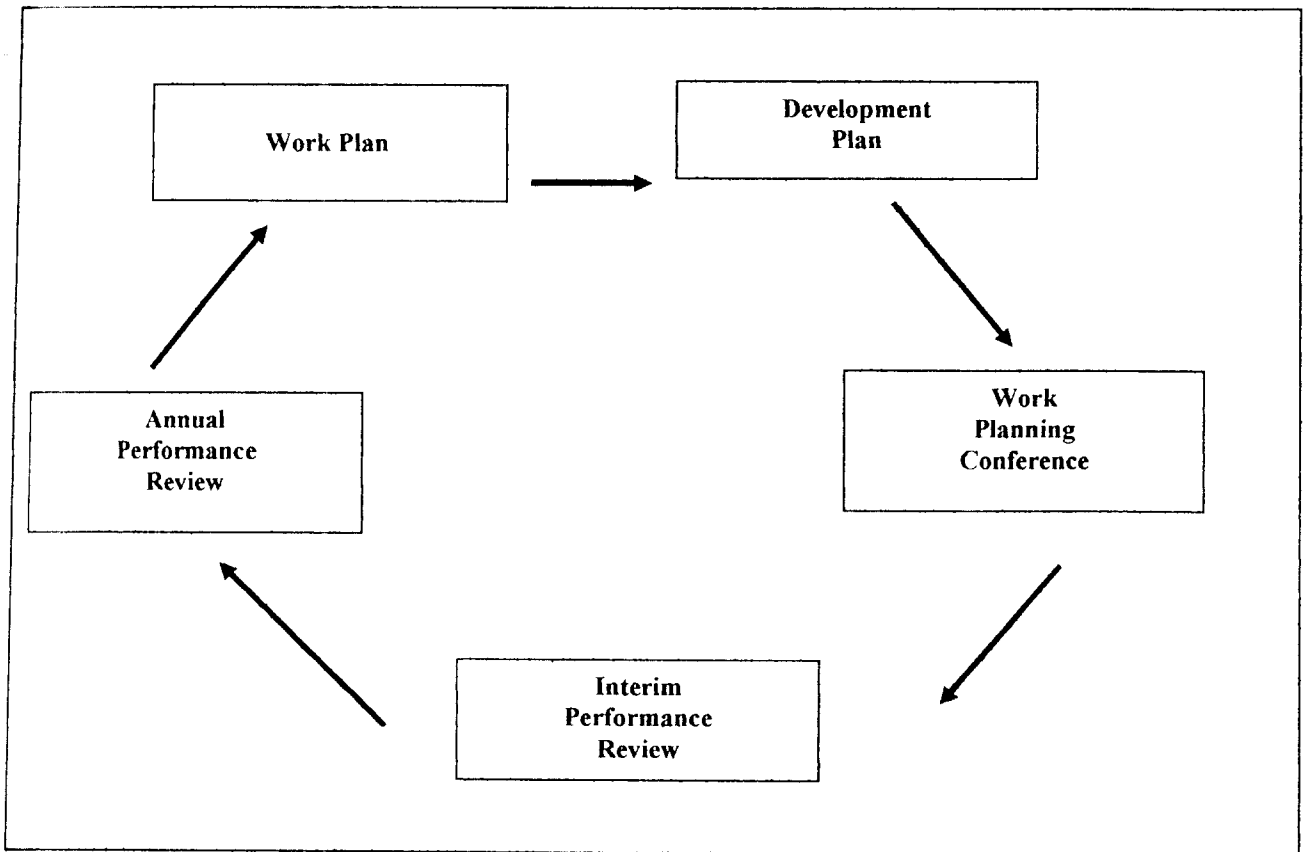 Work Plan
Development
Plan
Work
Planning
Conference
Interim
Performance
Review
Annual
Performance
Review